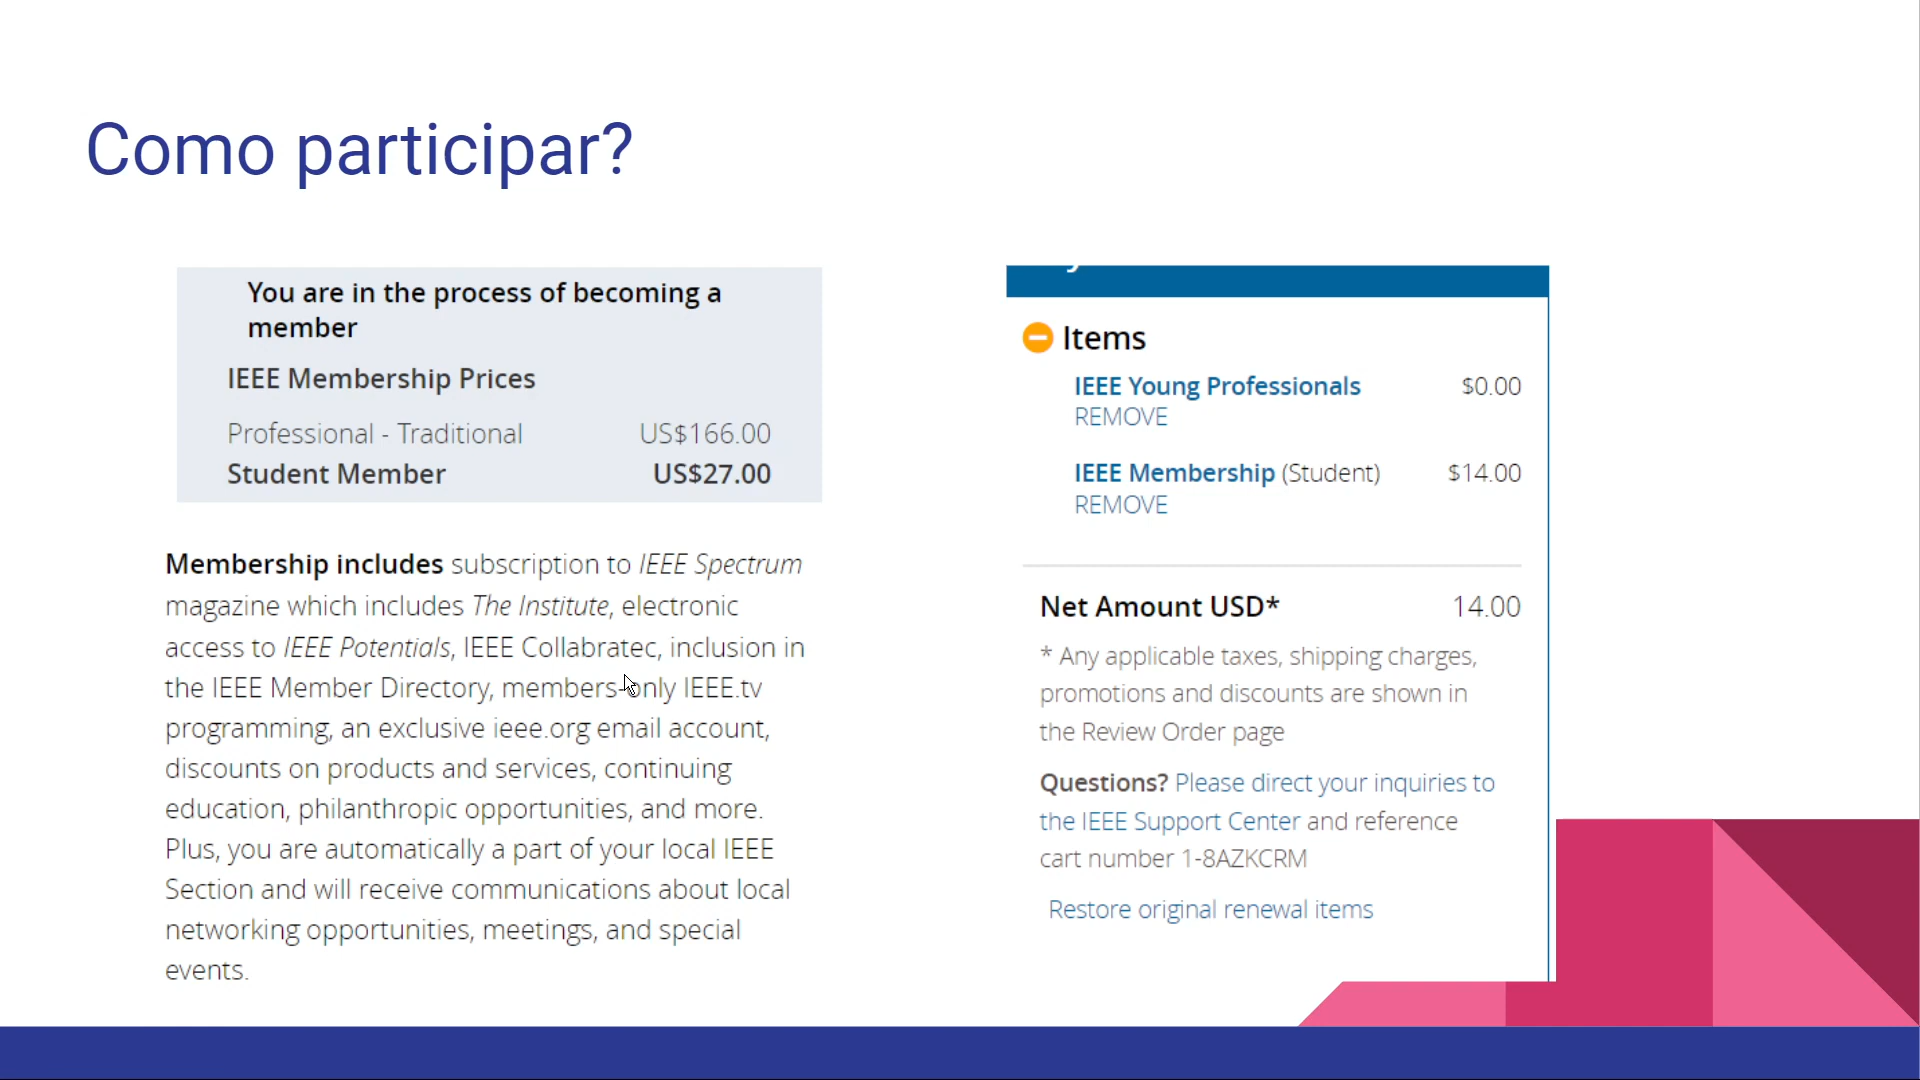 Como participar?
You are in the process of becoming a
member
IEEE Membership Prices
Professional - Traditional US$166.00
Student Member US$27.00
Membership includes subscription to IEEE Spectrum
magazine which includes The Institute, electronic
access to IEEE Potentials, IEEE Collabratec, inclusion in
the IEEE Member Directory, members-only IEEE.tv
programming, an exclusive ieee.org email account,
discounts on products and services, continuing
education, philanthropic opportunities, and more.
Plus, you are automatically a part of your local IEEE
Section and will receive communications about local
networking opportunities, meetings, and special
events.
Items
IEEE Young Professionals $0.00
REMOVE
IEEE Membership (Student) $14.00
REMOVE
Net Amount USD* 14.00
* Any applicable taxes, shipping charges,
promotions and discounts are shown in
the Review Order page
Questions? Please direct your inquiries to
the IEEE Support Center and reference
cart number 1-8AZKCRM
Restore original renewal items